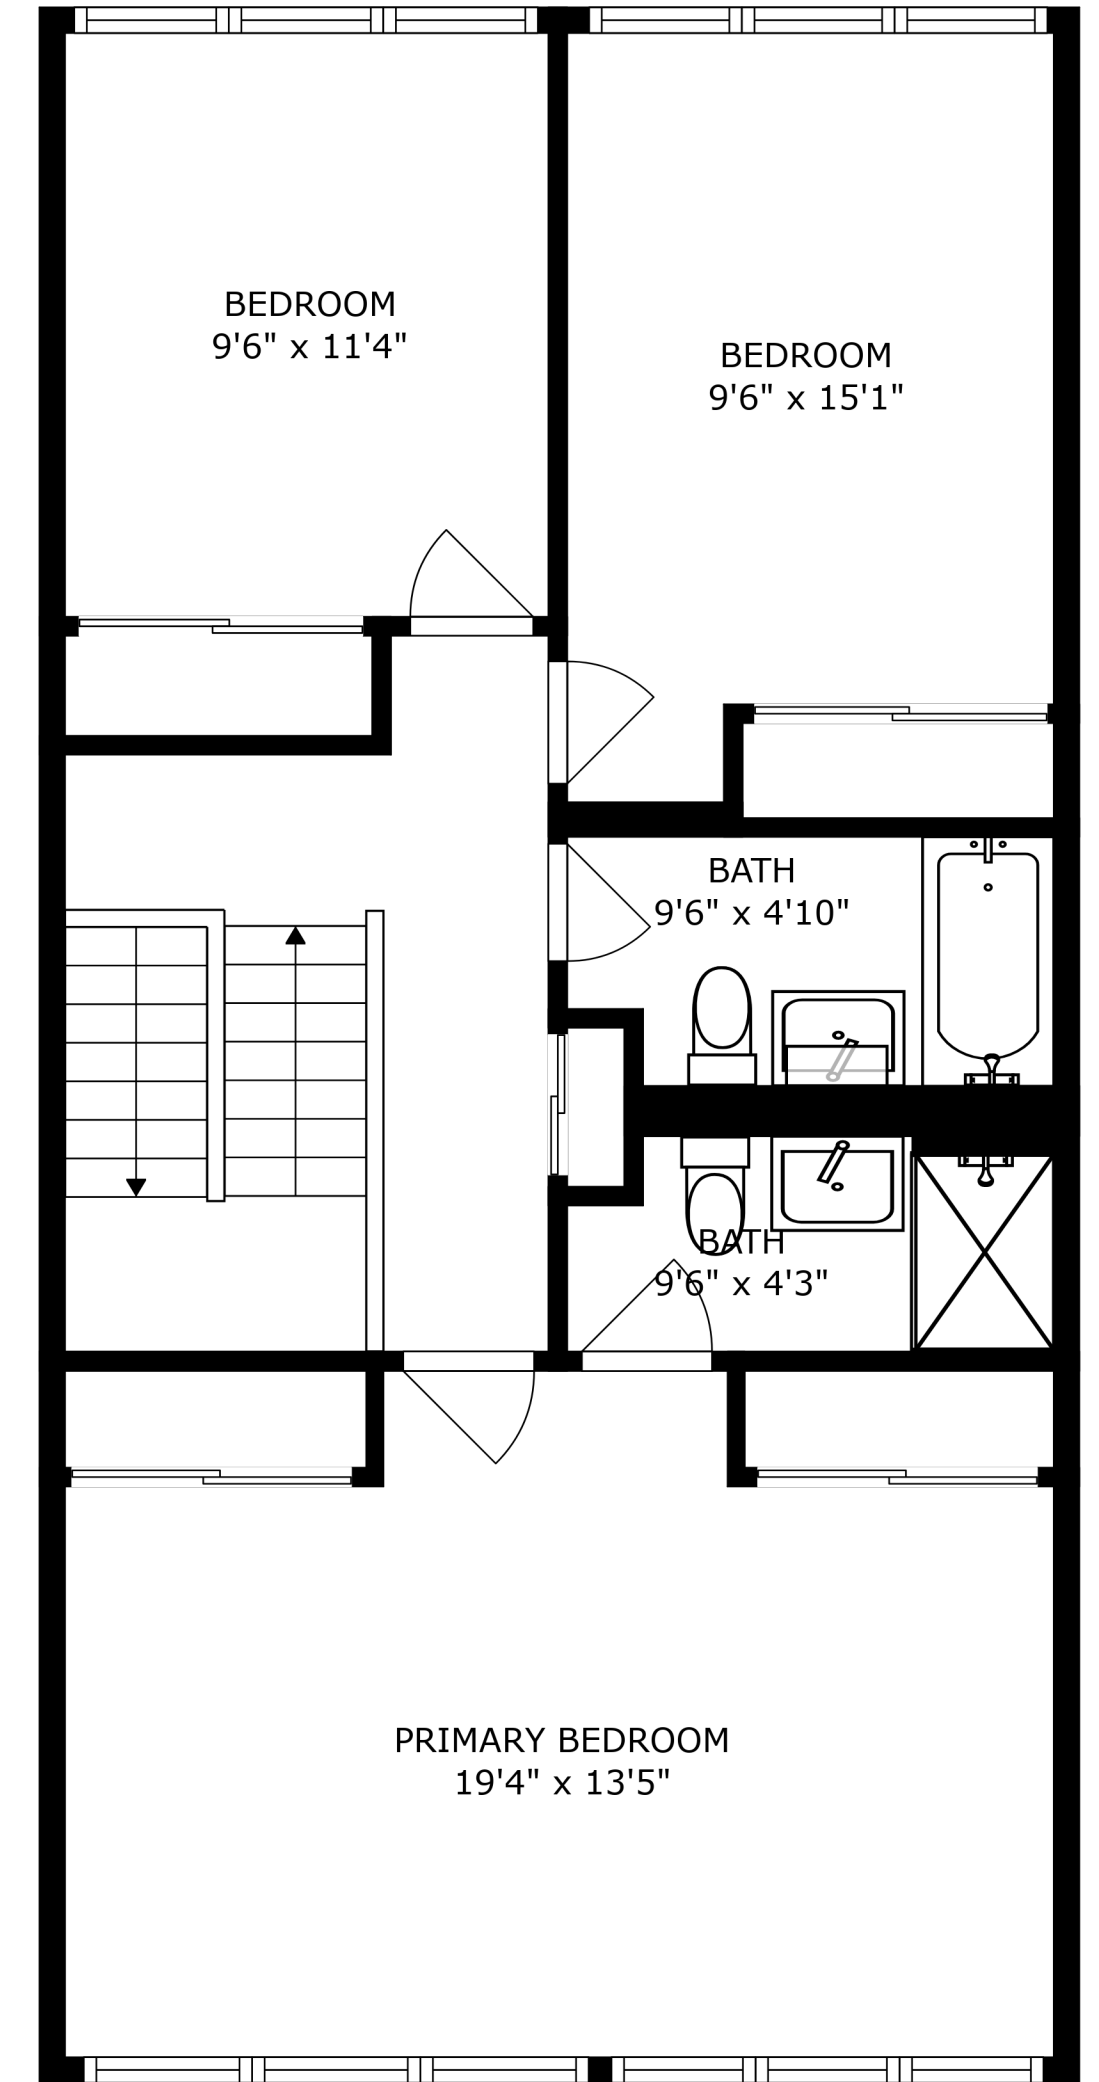 BEDROOM
9'6" x 11'4"
BEDROOM
9'6" x 15'1"
BATH
9'6" x 4'10"
BATH
9'6" x 4'3"
PRIMARY BEDROOM
19'4" x 13'5"